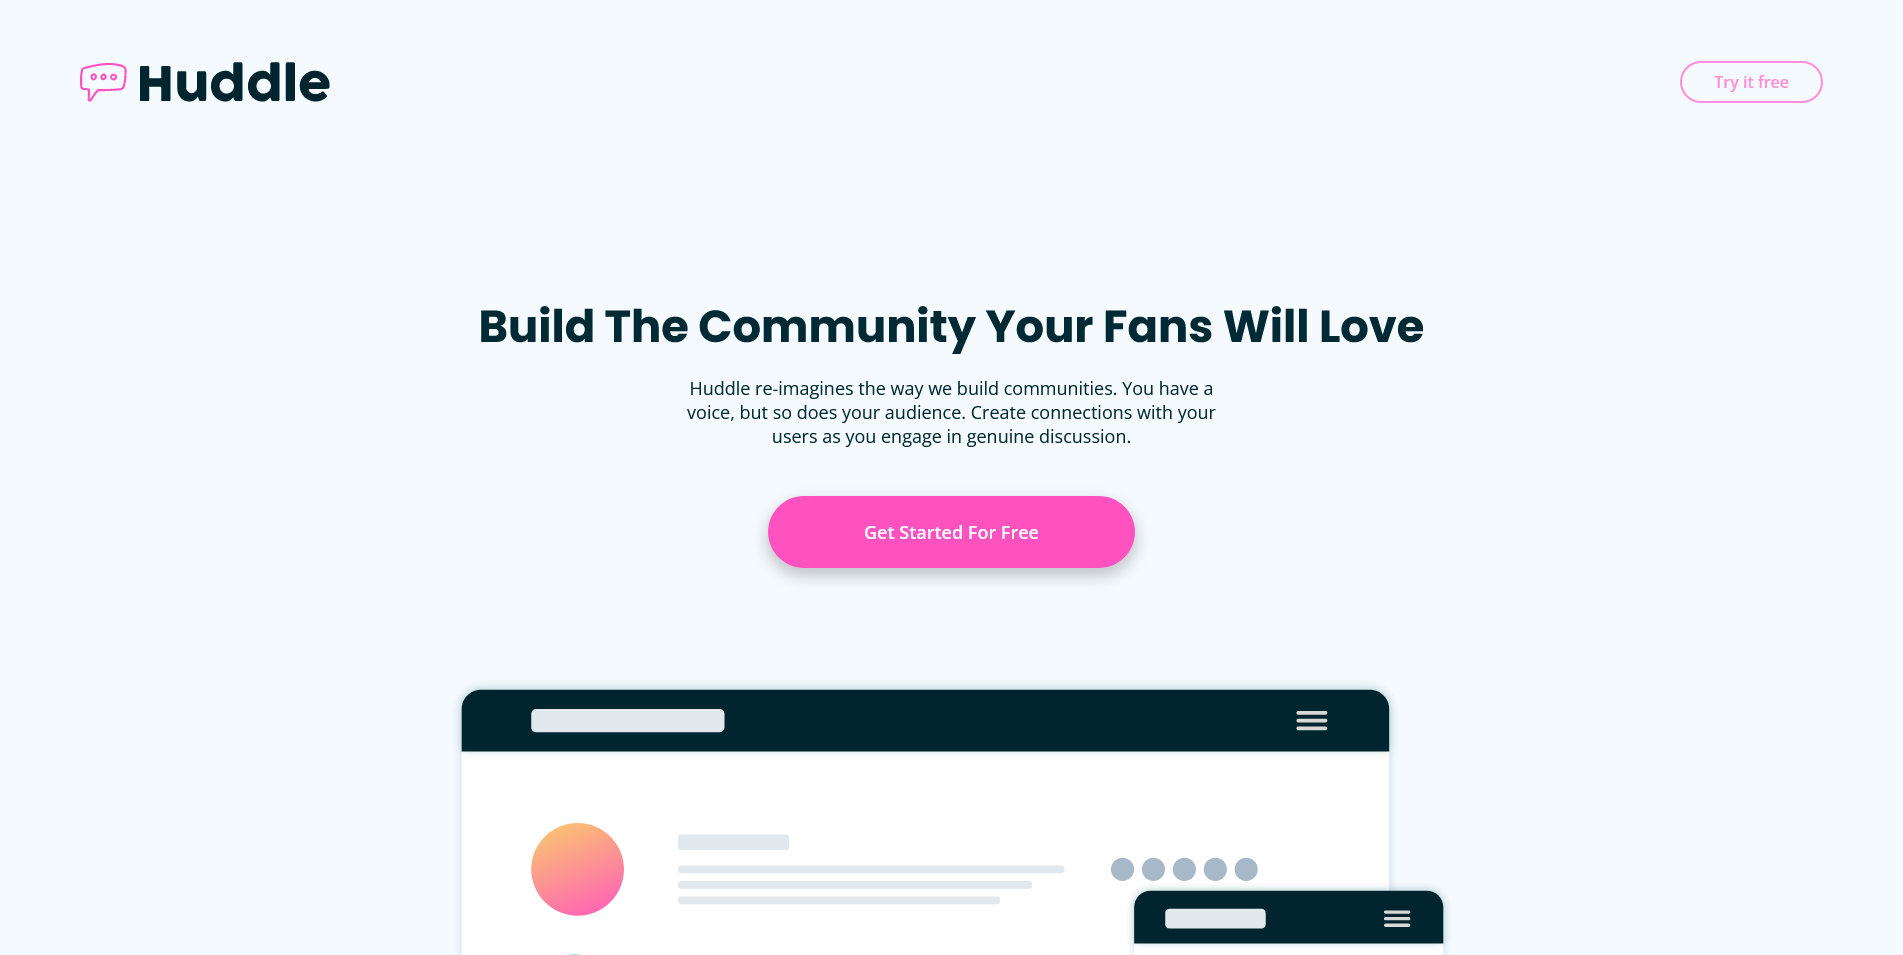 Huddle
Try it free
Build The Community Your Fans Will Love
Huddle re-imagines the way we build communities. You have a
voice, but so does your audience. Create connections with your
users as you engage in genuine discussion.
Get Started For Free